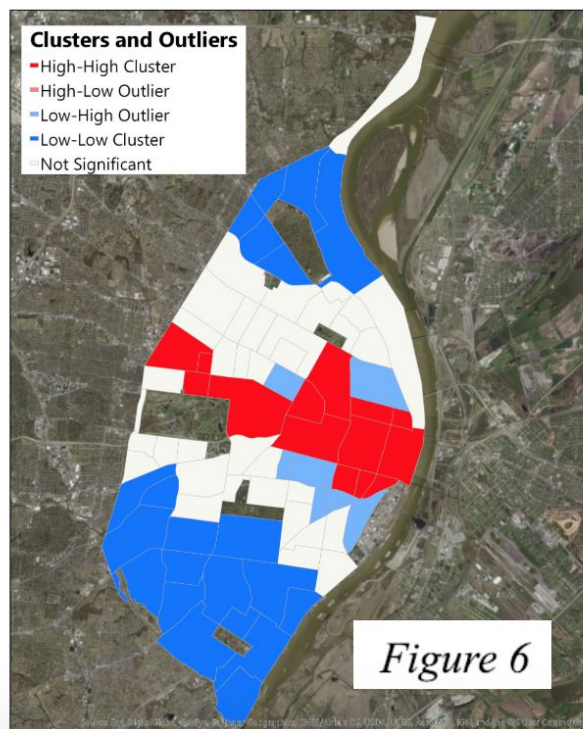 Clusters and Outliers
High-High Cluster
High-Low Outlier
Low-High Outlier
Low-Low Cluster
Not Significant
Figure 6